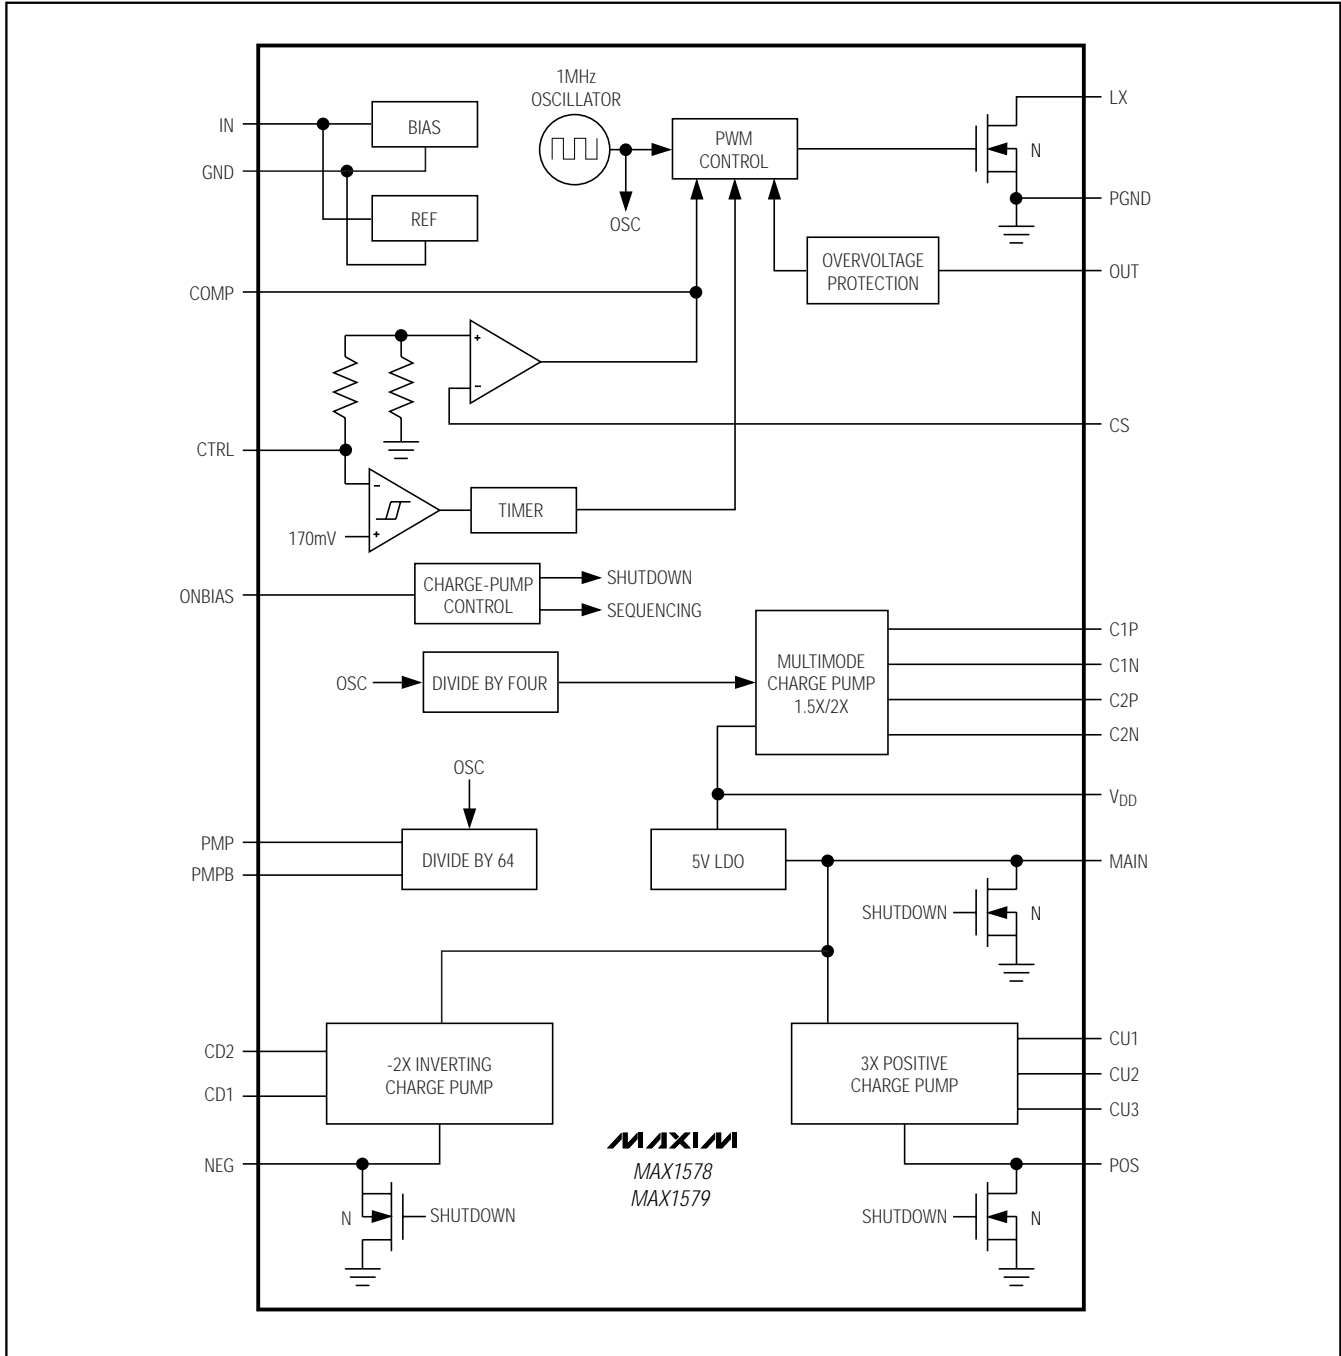 1MHz
OSCILLATOR
IN
BIAS
GND
REF
OSC
PWM
CONTROL
N
LX
PGND
OVERVOLTAGE
PROTECTION
OUT
COMP
+
-
CS
CTRL
-
+
170mV
TIMER
ONBIAS
CHARGE-PUMP
CONTROL
SHUTDOWN
SEQUENCING
OSC
DIVIDE BY FOUR
MULTIMODE
CHARGE PUMP
1.5X/2X
C1P
C1N
C2P
C2N
VDD
OSC
PMP
PMPB
DIVIDE BY 64
5V LDO
MAIN
SHUTDOWN
N
CD2
CD1
-2X INVERTING
CHARGE PUMP
3X POSITIVE
CHARGE PUMP
CU1
CU2
CU3
NEG
N
SHUTDOWN
MAXIM
MAX1578
MAX1579
POS
SHUTDOWN
N